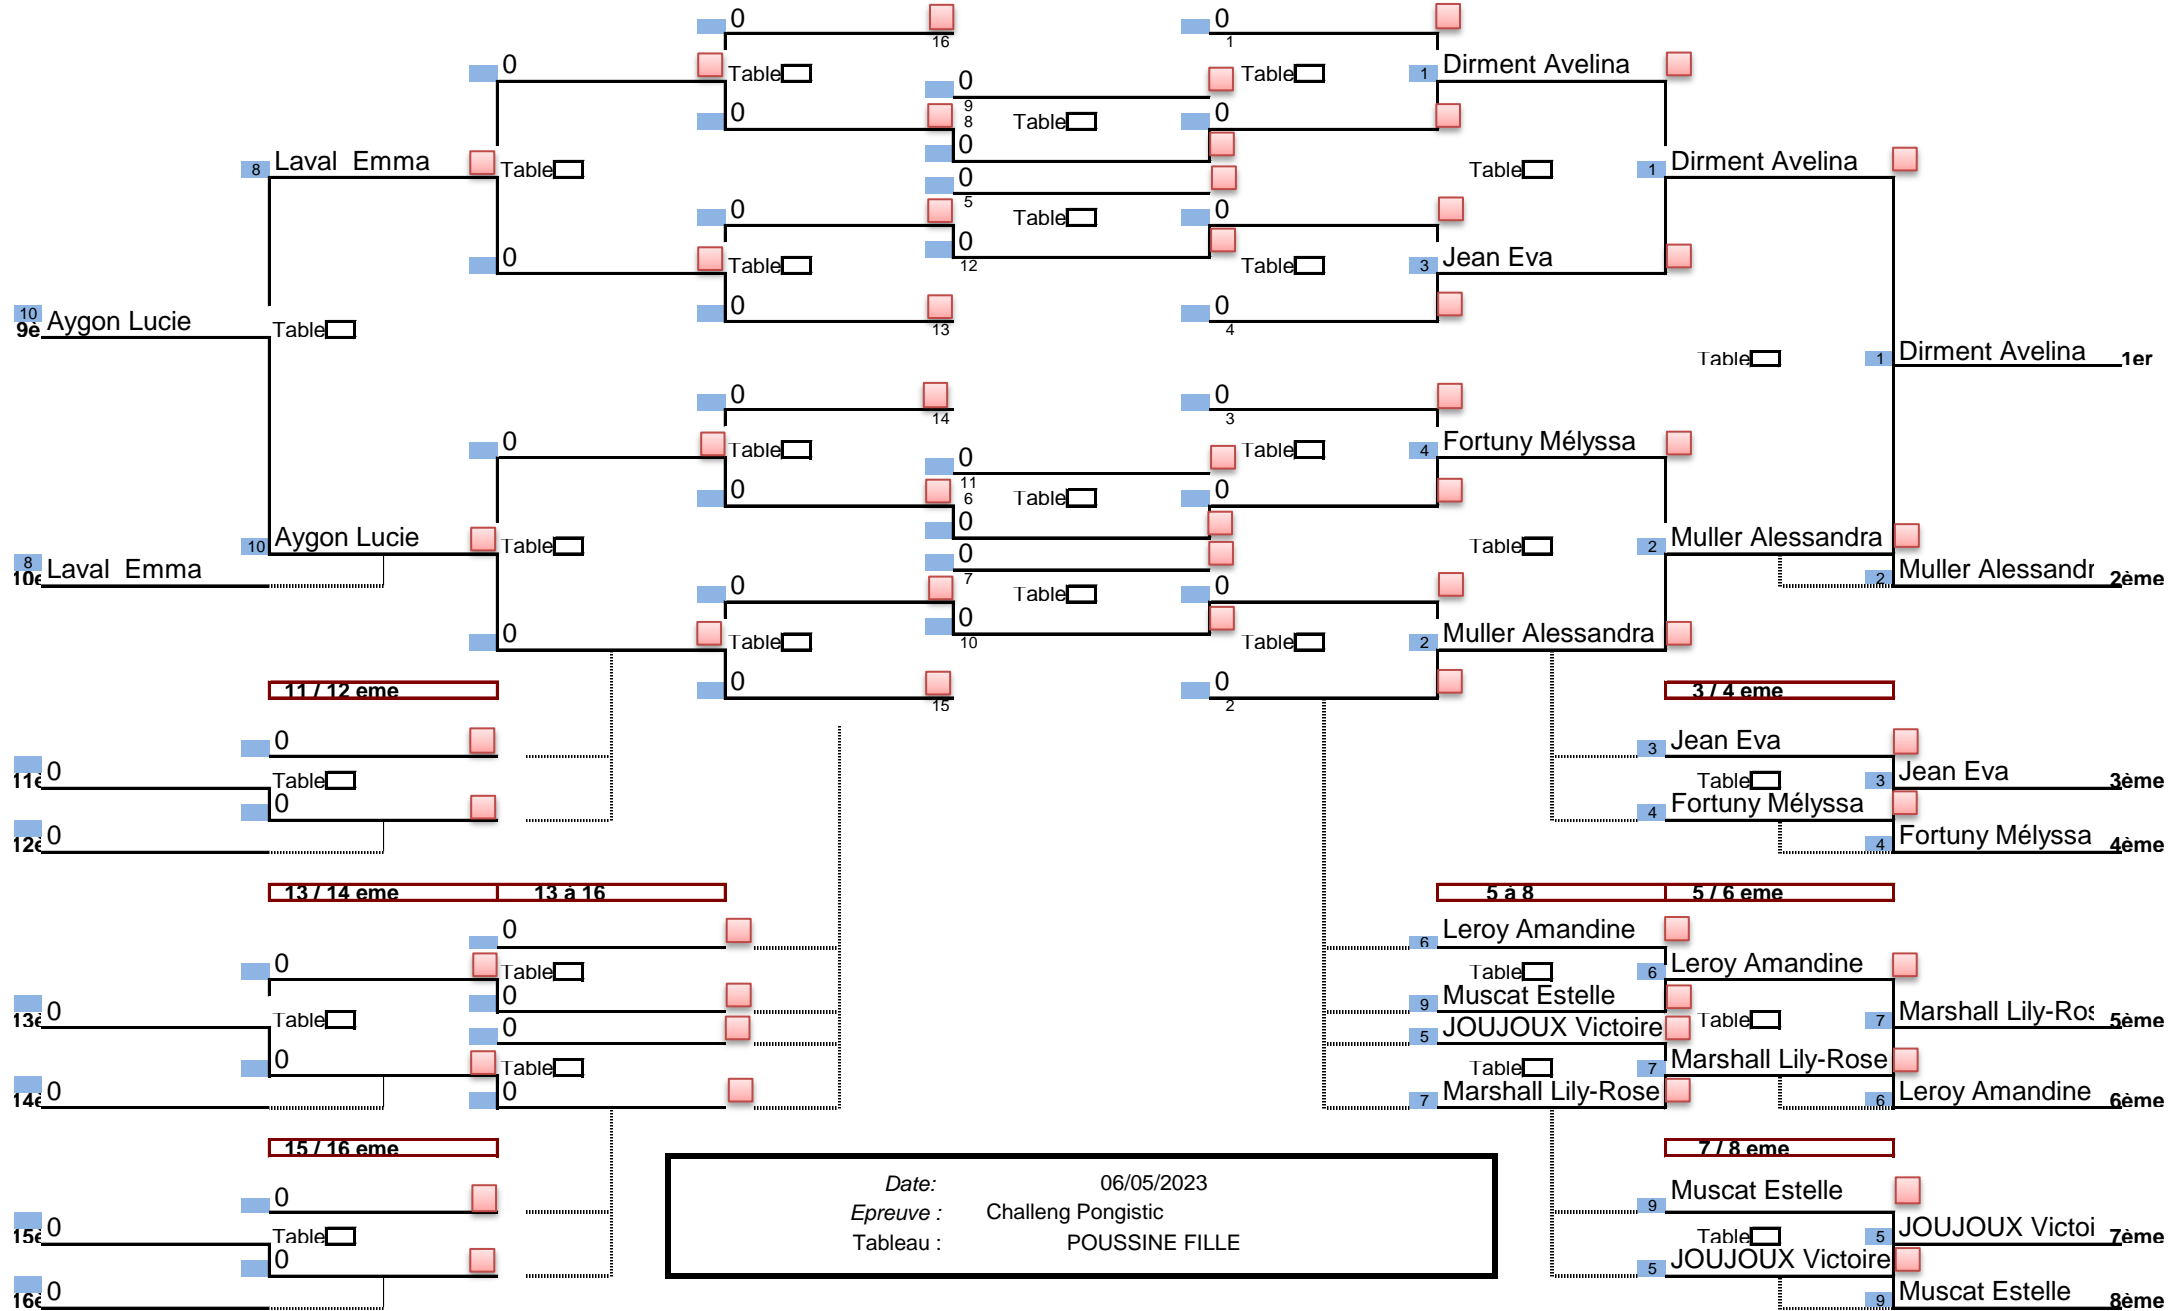 0 0
16 1
0 Table Table 1 Dirment Avelina
0
0 9 0
8 Table
0
8 Laval  Emma Table 0 Table 1 Dirment Avelina
0 5 Table 0
0
0 Table 12 Table 3 Jean Eva
0 0
10 Aygon Lucie Table 13 4
9è
Table 1 Dirment Avelina 1er
0 0
14 3
0 Table Table 4 Fortuny Mélyssa
0
0 11 Table 0
6
0
10 Aygon Lucie Table Table 2 Muller Alessandra
0
8 Laval  Emma 2 Muller Alessandr 2ème
10e
0 7 Table 0
0
0 Table 10 Table 2 Muller Alessandra
0 0
11 / 12 eme 15 2 3 / 4 eme
0 3 Jean Eva
11è 0 Table Table 3 Jean Eva 3ème
0 4 Fortuny Mélyssa
12è 0 4 Fortuny Mélyssa 4ème
13 / 14 eme 13 à 16 5 à 8 5 / 6 eme
0 6 Leroy Amandine
0 Table Table 6 Leroy Amandine
0 9 Muscat Estelle
13è 0 Table 0 5 JOUJOUX Victoire Table 7 Marshall Lily-Ros 5ème
0 Table Table 7 Marshall Lily-Rose
14è 0 0 7 Marshall Lily-Rose 6 Leroy Amandine 6ème
15 / 16 eme 7 / 8 eme
Date: 06/05/2023
0 Epreuve : Challeng Pongistic 9 Muscat Estelle
15è 0 Table Tableau : POUSSINE FILLE Table 5 JOUJOUX Victoi 7ème
0 5 JOUJOUX Victoire
16è 0 9 Muscat Estelle 8ème